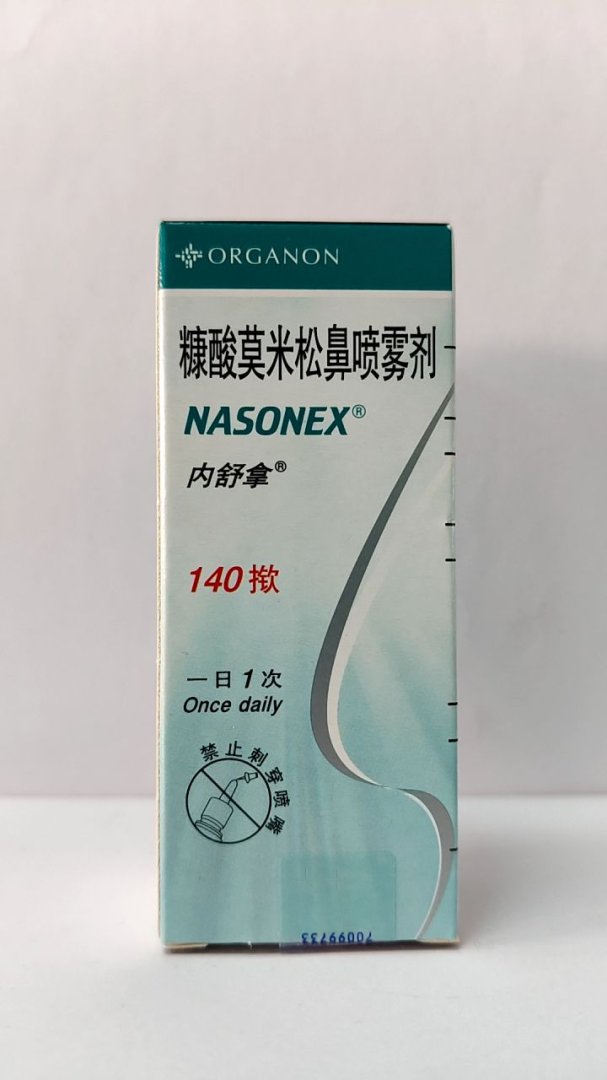 ORGANON
糠酸莫米松鼻喷雾剂
NASONEX®
内舒拿®
140揿
一日1次
Once daily
禁止刺穿喷嘴
70099733